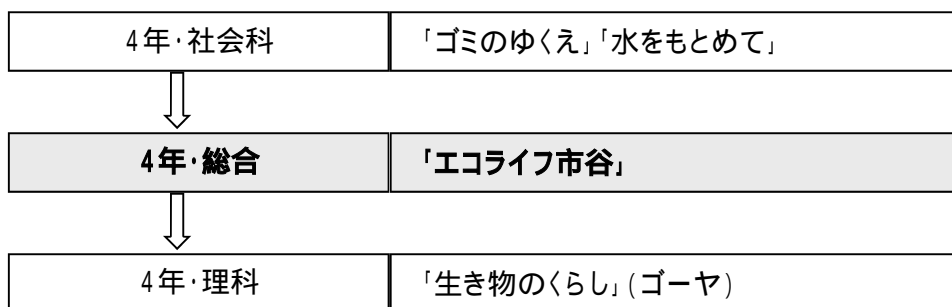 4年・社会科 「ゴミのゆくえ」「水をもとめて」
4年・総合 「エコライフ市谷」
4年・理科 「生き物のくらし」(ゴーヤ)